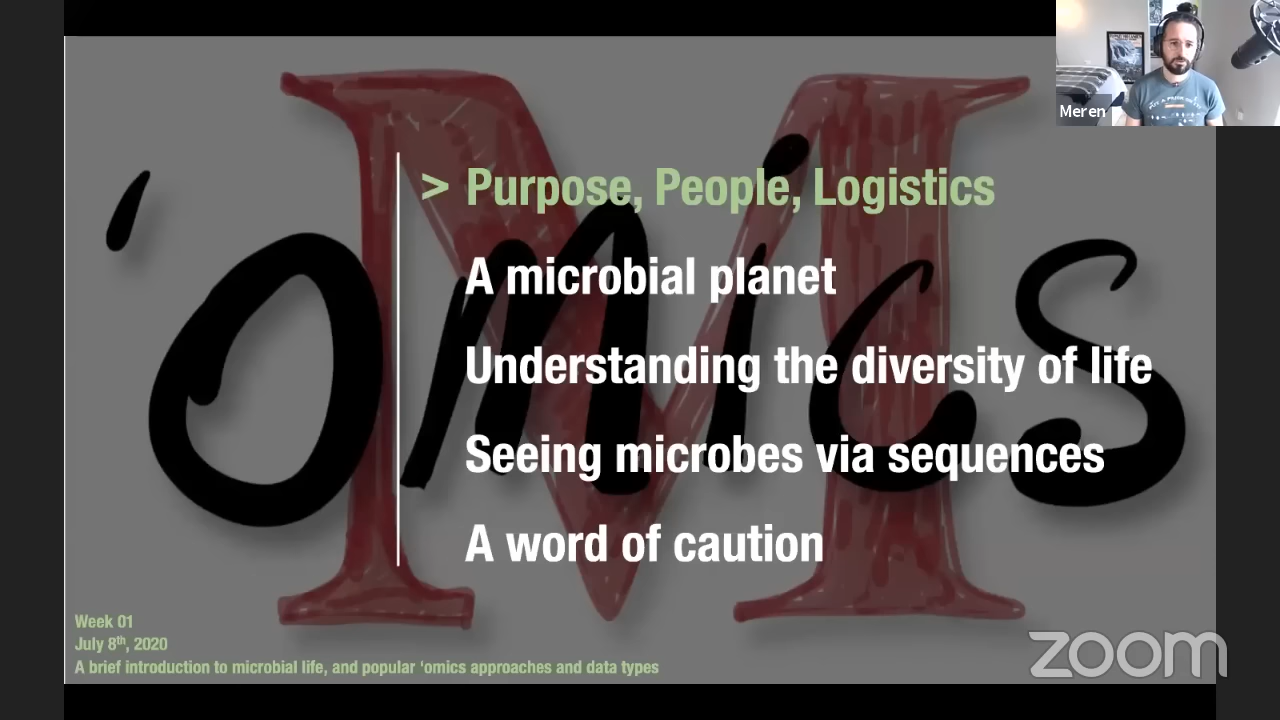 Meren
> Purpose, People, Logistics
A microbial planet
Understanding the diversity of life
Seeing microbes via sequences
A word of caution
'omics
M
Week 01
July 8th, 2020
A brief introduction to microbial life, and popular 'omics approaches and data types
zoom